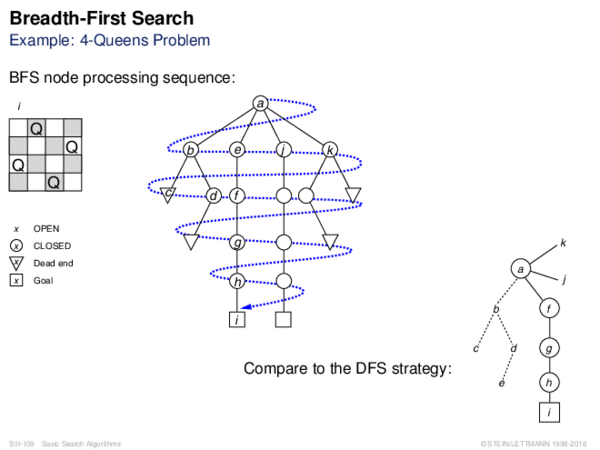 Breadth-First Search
Example: 4-Queens Problem
BFS node processing sequence:
i
Q
Q
Q
Q
x OPEN
x CLOSED
x Dead end
x Goal
a
b e j k
c d f
g
h
i
k
a
j
b f
c d g
e h
i
Compare to the DFS strategy:
S:II-109 Basic Search Algorithms
© STEIN/LETTMANN 1998-2018